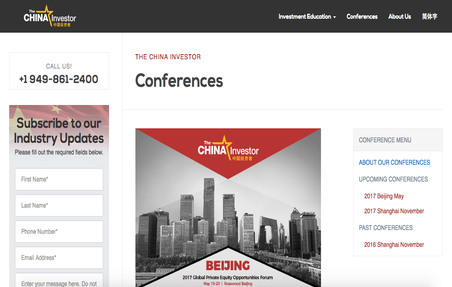 The
CHINA Investor
中国投资者
Investment Education
Conferences
About Us
简体字
CALL US!
+1 949-861-2400
Subscribe to our
Industry Updates
Please fill out the required fields below.
First Name*
Last Name*
Phone Number*
Email Address*
Enter your message here. Do not
THE CHINA INVESTOR
Conferences
The
CHINA Investor
中国投资者
BEIJING
2017 Global Private Equity Opportunities Forum
May 19-20 | Rosewood Beijing
CONFERENCE MENU
ABOUT OUR CONFERENCES
UPCOMING CONFERENCES
2017 Beijing May
2017 Shanghai November
PAST CONFERENCES
2016 Shanghai November